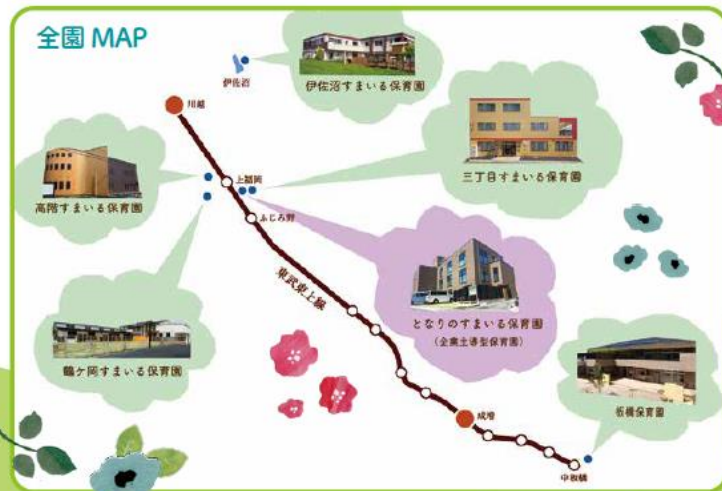 全園 MAP
伊佐沼
伊佐沼すまいる保育園
川越
三丁目すまいる保育園
上福岡
高階すまいる保育園
ふじみ野
東武東上線
となりのすまいる保育園
(企業主導型保育園)
鶴ケ岡すまいる保育園
成増
板橋保育園
中板橋